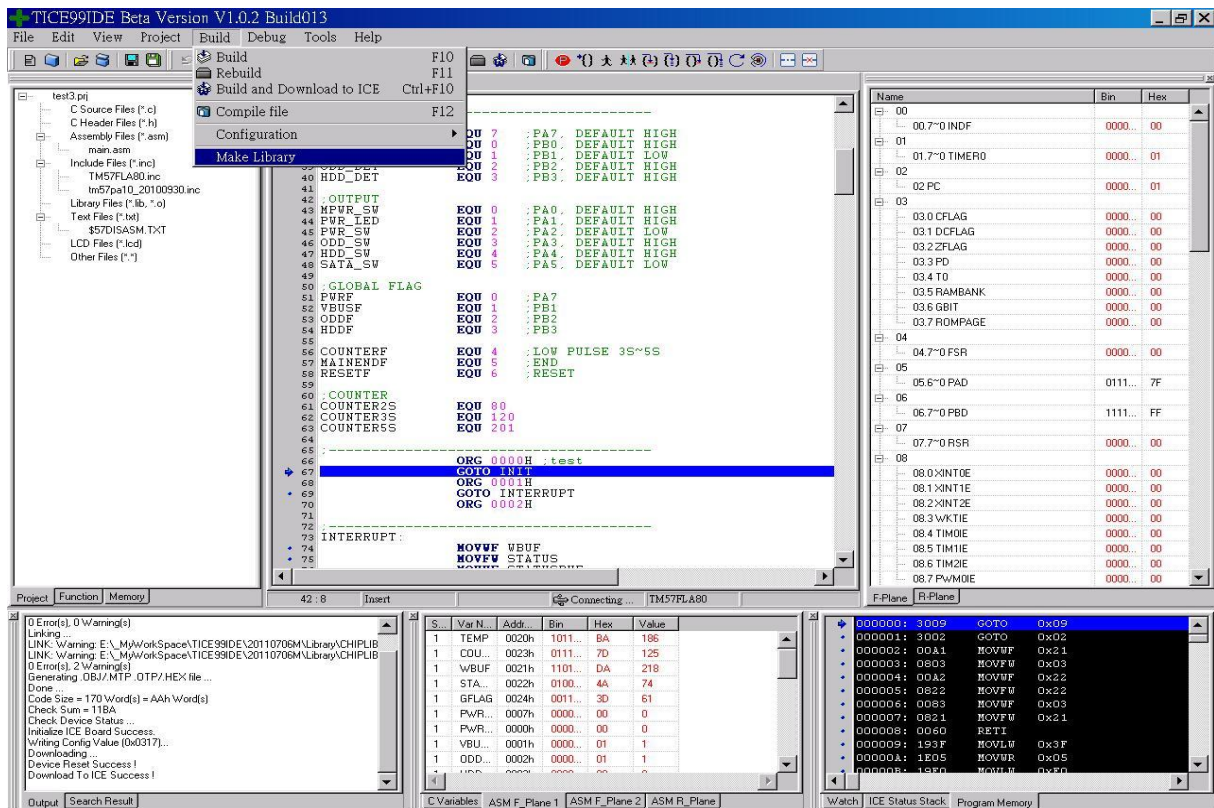 TICE99IDE Beta Version V1.0.2 Build013
File Edit View Project Build Debug Tools Help
Build F10
Rebuild F11
Build and Download to ICE Ctrl+F10
Compile file F12
Configuration
Make Library
test3.prj
C Source Files (*.c)
C Header Files (*.h)
Assembly Files (*.asm)
main.asm
Include Files (*.inc)
TM57FLA80.inc
tm57pa10_20100930.inc
Library Files (*.lib, *.o)
Text Files (*.txt)
$57DISASM.TXT
LCD Files (*.lcd)
Other Files (*.*)
Project Function Memory
EQU 7 ;PA7, DEFAULT HIGH
EQU 0 ;PB0, DEFAULT HIGH
EQU 1 ;PB1, DEFAULT LOW
EQU 2 ;PB2, DEFAULT HIGH
40 HDD_DET EQU 3 ;PB3, DEFAULT HIGH
41
42 ;OUTPUT
43 MPWR_SW EQU 0 ;PA0, DEFAULT HIGH
44 PWR_LED EQU 1 ;PA1, DEFAULT HIGH
45 PWR_SW EQU 2 ;PA2, DEFAULT LOW
46 ODD_SW EQU 3 ;PA3, DEFAULT HIGH
47 HDD_SW EQU 4 ;PA4, DEFAULT HIGH
48 SATA_SW EQU 5 ;PA5, DEFAULT LOW
49
50 ;GLOBAL FLAG
51 PWRF EQU 0 ;PA7
52 VBUSF EQU 1 ;PB1
53 ODDF EQU 2 ;PB2
54 HDDF EQU 3 ;PB3
55
56 COUNTERF EQU 4 ;LOW PULSE 3S~5S
57 MAINENDF EQU 5 ;END
58 RESETF EQU 6 ;RESET
59
60 ;COUNTER
61 COUNTER2S EQU 80
62 COUNTER3S EQU 120
63 COUNTER5S EQU 201
64
65 ;------------------------------------
66 ORG 0000H ;test
67 GOTO INIT
68 ORG 0001H
69 GOTO INTERRUPT
70 ORG 0002H
71
72 ;------------------------------------
73 INTERRUPT:
74 MOVWF WBUF
75 MOVFW STATUS
42 : 8 Insert Connecting ... TM57FLA80
Name Bin Hex
00
00.7~0 INDF 0000... 00
01
01.7~0 TIMER0 0000... 01
02
02 PC 0000... 01
03
03.0 CFLAG 0000... 00
03.1 DCFLAG 0000... 00
03.2 ZFLAG 0000... 00
03.3 PD 0000... 00
03.4 TO 0000... 00
03.5 RAMBANK 0000... 00
03.6 GBIT 0000... 00
03.7 ROMPAGE 0000... 00
04
04.7~0 FSR 0000... 00
05
05.6~0 PAD 0111... 7F
06
06.7~0 PBD 1111... FF
07
07.7~0 RSR 0000... 00
08
08.0 XINT0E 0000... 00
08.1 XINT1E 0000... 00
08.2 XINT2E 0000... 00
08.3 WKTIE 0000... 00
08.4 TIM0IE 0000... 00
08.5 TIM1IE 0000... 00
08.6 TIM2IE 0000... 00
08.7 PWM0IE 0000... 00
F-Plane R-Plane
0 Error(s), 0 Warning(s)
Linking ...
LINK: Warning: E:\_MyWorkSpace\TICE99IDE\20110706M\Library\CHIPLIB
LINK: Warning: E:\_MyWorkSpace\TICE99IDE\20110706M\Library\CHIPLIB
0 Error(s), 2 Warning(s)
Generating .OBJ/.MTP .OTP/.HEX file ...
Done ...
Code Size = 170 Word(s) = AAh Word(s)
Check Sum = 11BA
Check Device Status ...
Initialize ICE Board Success.
Writing Config Value (0x0317)...
Downloading ...
Device Reset Success !
Download To ICE Success !
Output Search Result
S... Var N... Addr... Bin Hex Value
1 TEMP 0020h 1011... BA 186
1 COU... 0023h 0111... 7D 125
1 WBUF 0021h 1101... DA 218
1 STA... 0022h 0100... 4A 74
1 GFLAG 0024h 0011... 3D 61
1 PWR... 0007h 0000... 00 0
1 PWR... 0000h 0000... 00 0
1 VBU... 0001h 0000... 01 1
1 ODD... 0002h 0000... 01 1
C Variables ASM F_Plane 1 ASM F_Plane 2 ASM R_Plane
000000: 3009 GOTO 0x09
000001: 3002 GOTO 0x02
000002: 00A1 MOVWF 0x21
000003: 0803 MOVFW 0x03
000004: 00A2 MOVWF 0x22
000005: 0822 MOVFW 0x22
000006: 0083 MOVWF 0x03
000007: 0821 MOVFW 0x21
000008: 0060 RETI
000009: 193F MOVLW 0x3F
00000A: 1E05 MOVWR 0x05
00000B: 19F0 MOVLW 0xF0
Watch ICE Status Stack Program Memory